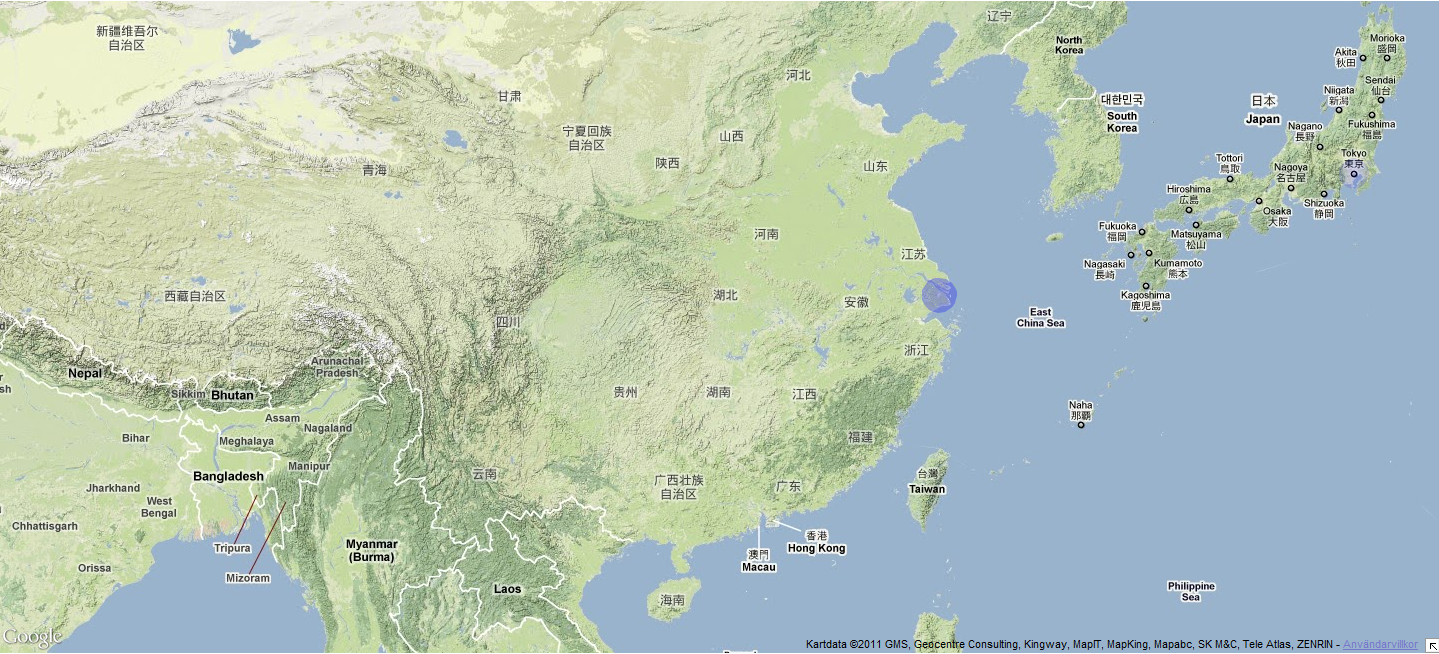 新疆维吾尔
自治区
辽宁
North
Korea
Morioka
盛岡
Akita
秋田
河北
Sendai
仙台
甘肃
Niigata
新潟
대한민국
South
Korea
日本
Japan
Fukushima
福島
宁夏回族
自治区
山西
Nagano
長野
陕西
山东
青海
Tokyo
東京
Tottori
鳥取
Nagoya
名古屋
Hiroshima
広島
Shizuoka
静岡
Osaka
大阪
Fukuoka
福岡
Matsuyama
松山
河南
江苏
Nagasaki
長崎
Kumamoto
熊本
西藏自治区
湖北
安徽
Kagoshima
鹿児島
East
China Sea
四川
浙江
Nepal
Arunachal
Pradesh
sh
Sikkim
Bhutan
贵州
湖南
江西
Naha
那覇
Assam
Nagaland
Bihar
Meghalaya
福建
Manipur
Bangladesh
云南
广西壮族
自治区
广东
台灣
Taiwan
Jharkhand
West
Bengal
Chhattisgarh
Tripura
Myanmar
(Burma)
香港
Hong Kong
澳門
Macau
Orissa
Mizoram
Laos
海南
Philippine
Sea
Google
Kartdata ©2011 GMS, Geocentre Consulting, Kingway, MapIT, MapKing, Mapabc, SK M&C, Tele Atlas, ZENRIN - Användarvillkor